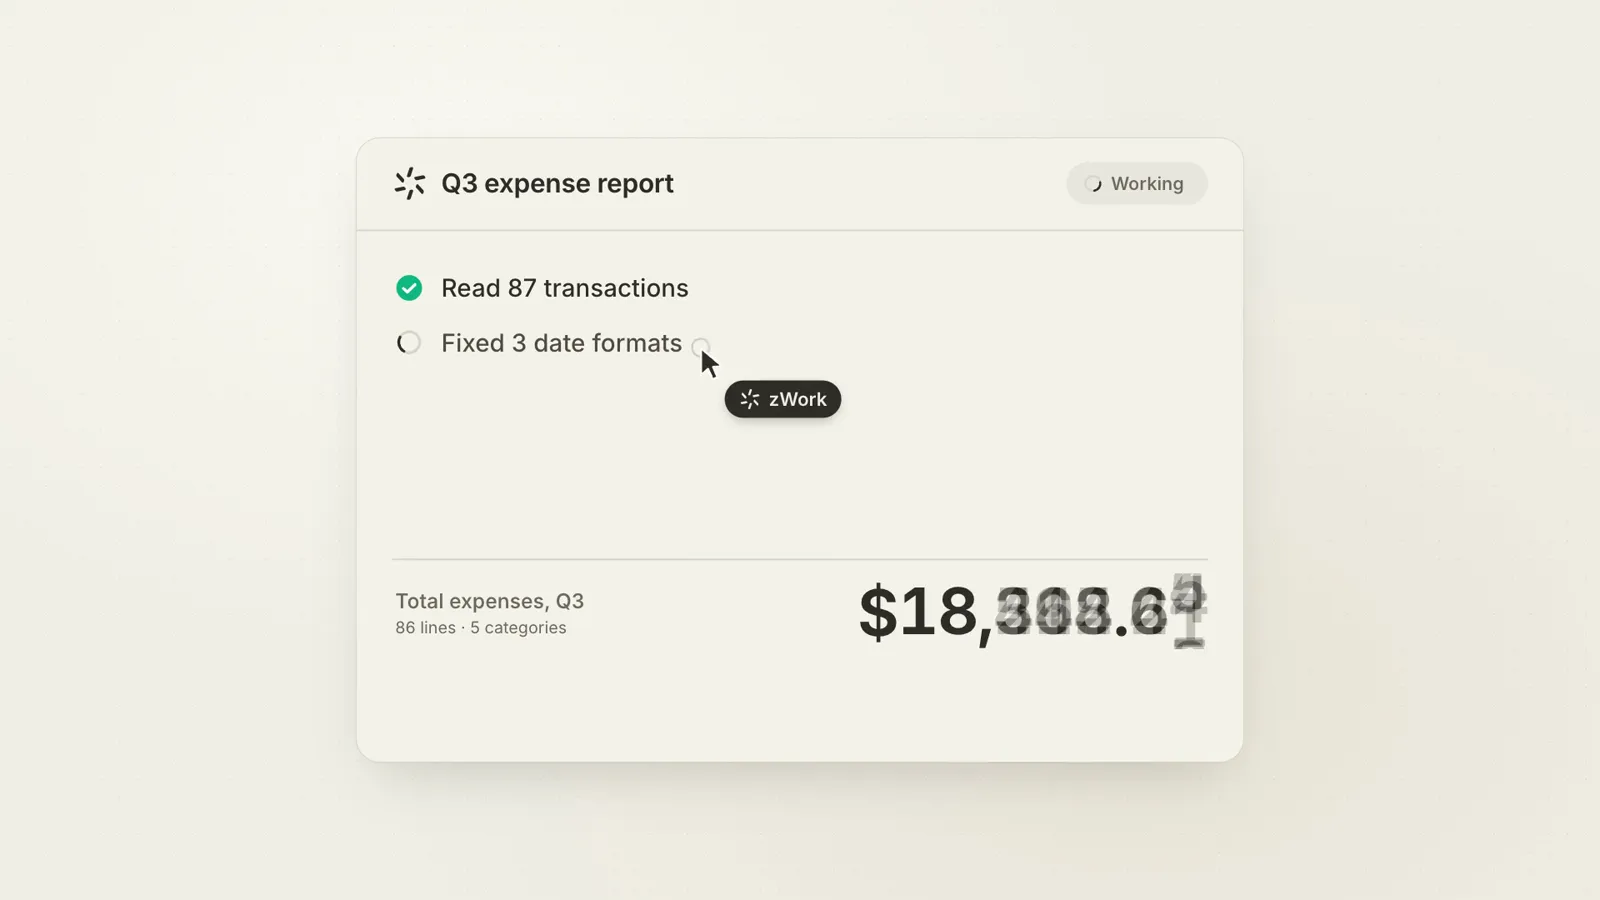 Q3 expense report
Working
Read 87 transactions
Fixed 3 date formats
zWork
Total expenses, Q3
86 lines · 5 categories